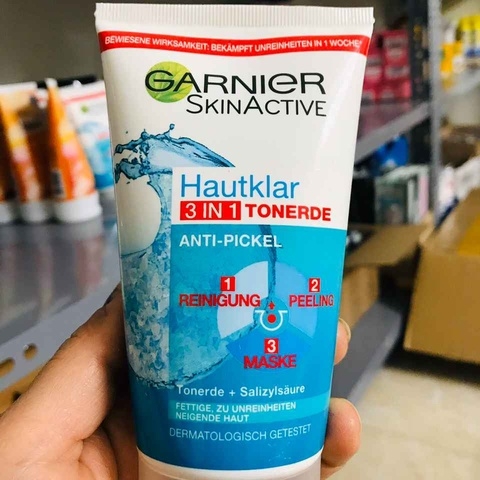 BEWIESENE WIRKSAMKEIT: BEKÄMPFT UNREINHEITEN IN 1 WOCHE*
GARNIER
SKINACTIVE
Hautklar
3 IN 1 TONERDE
ANTI-PICKEL
1 2
REINIGUNG PEELING
3
MASKE
Tonerde + Salizylsäure
FETTIGE, ZU UNREINHEITEN
NEIGENDE HAUT
DERMATOLOGISCH GETESTET